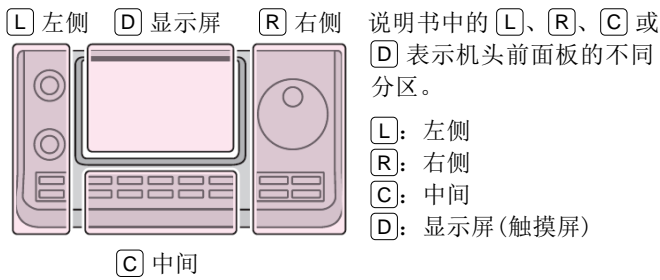 L 左侧 D 显示屏 R 右侧
C 中间
说明书中的 L、R、C 或
D 表示机头前面板的不同
分区。
L：左侧
R：右侧
C：中间
D：显示屏(触摸屏)